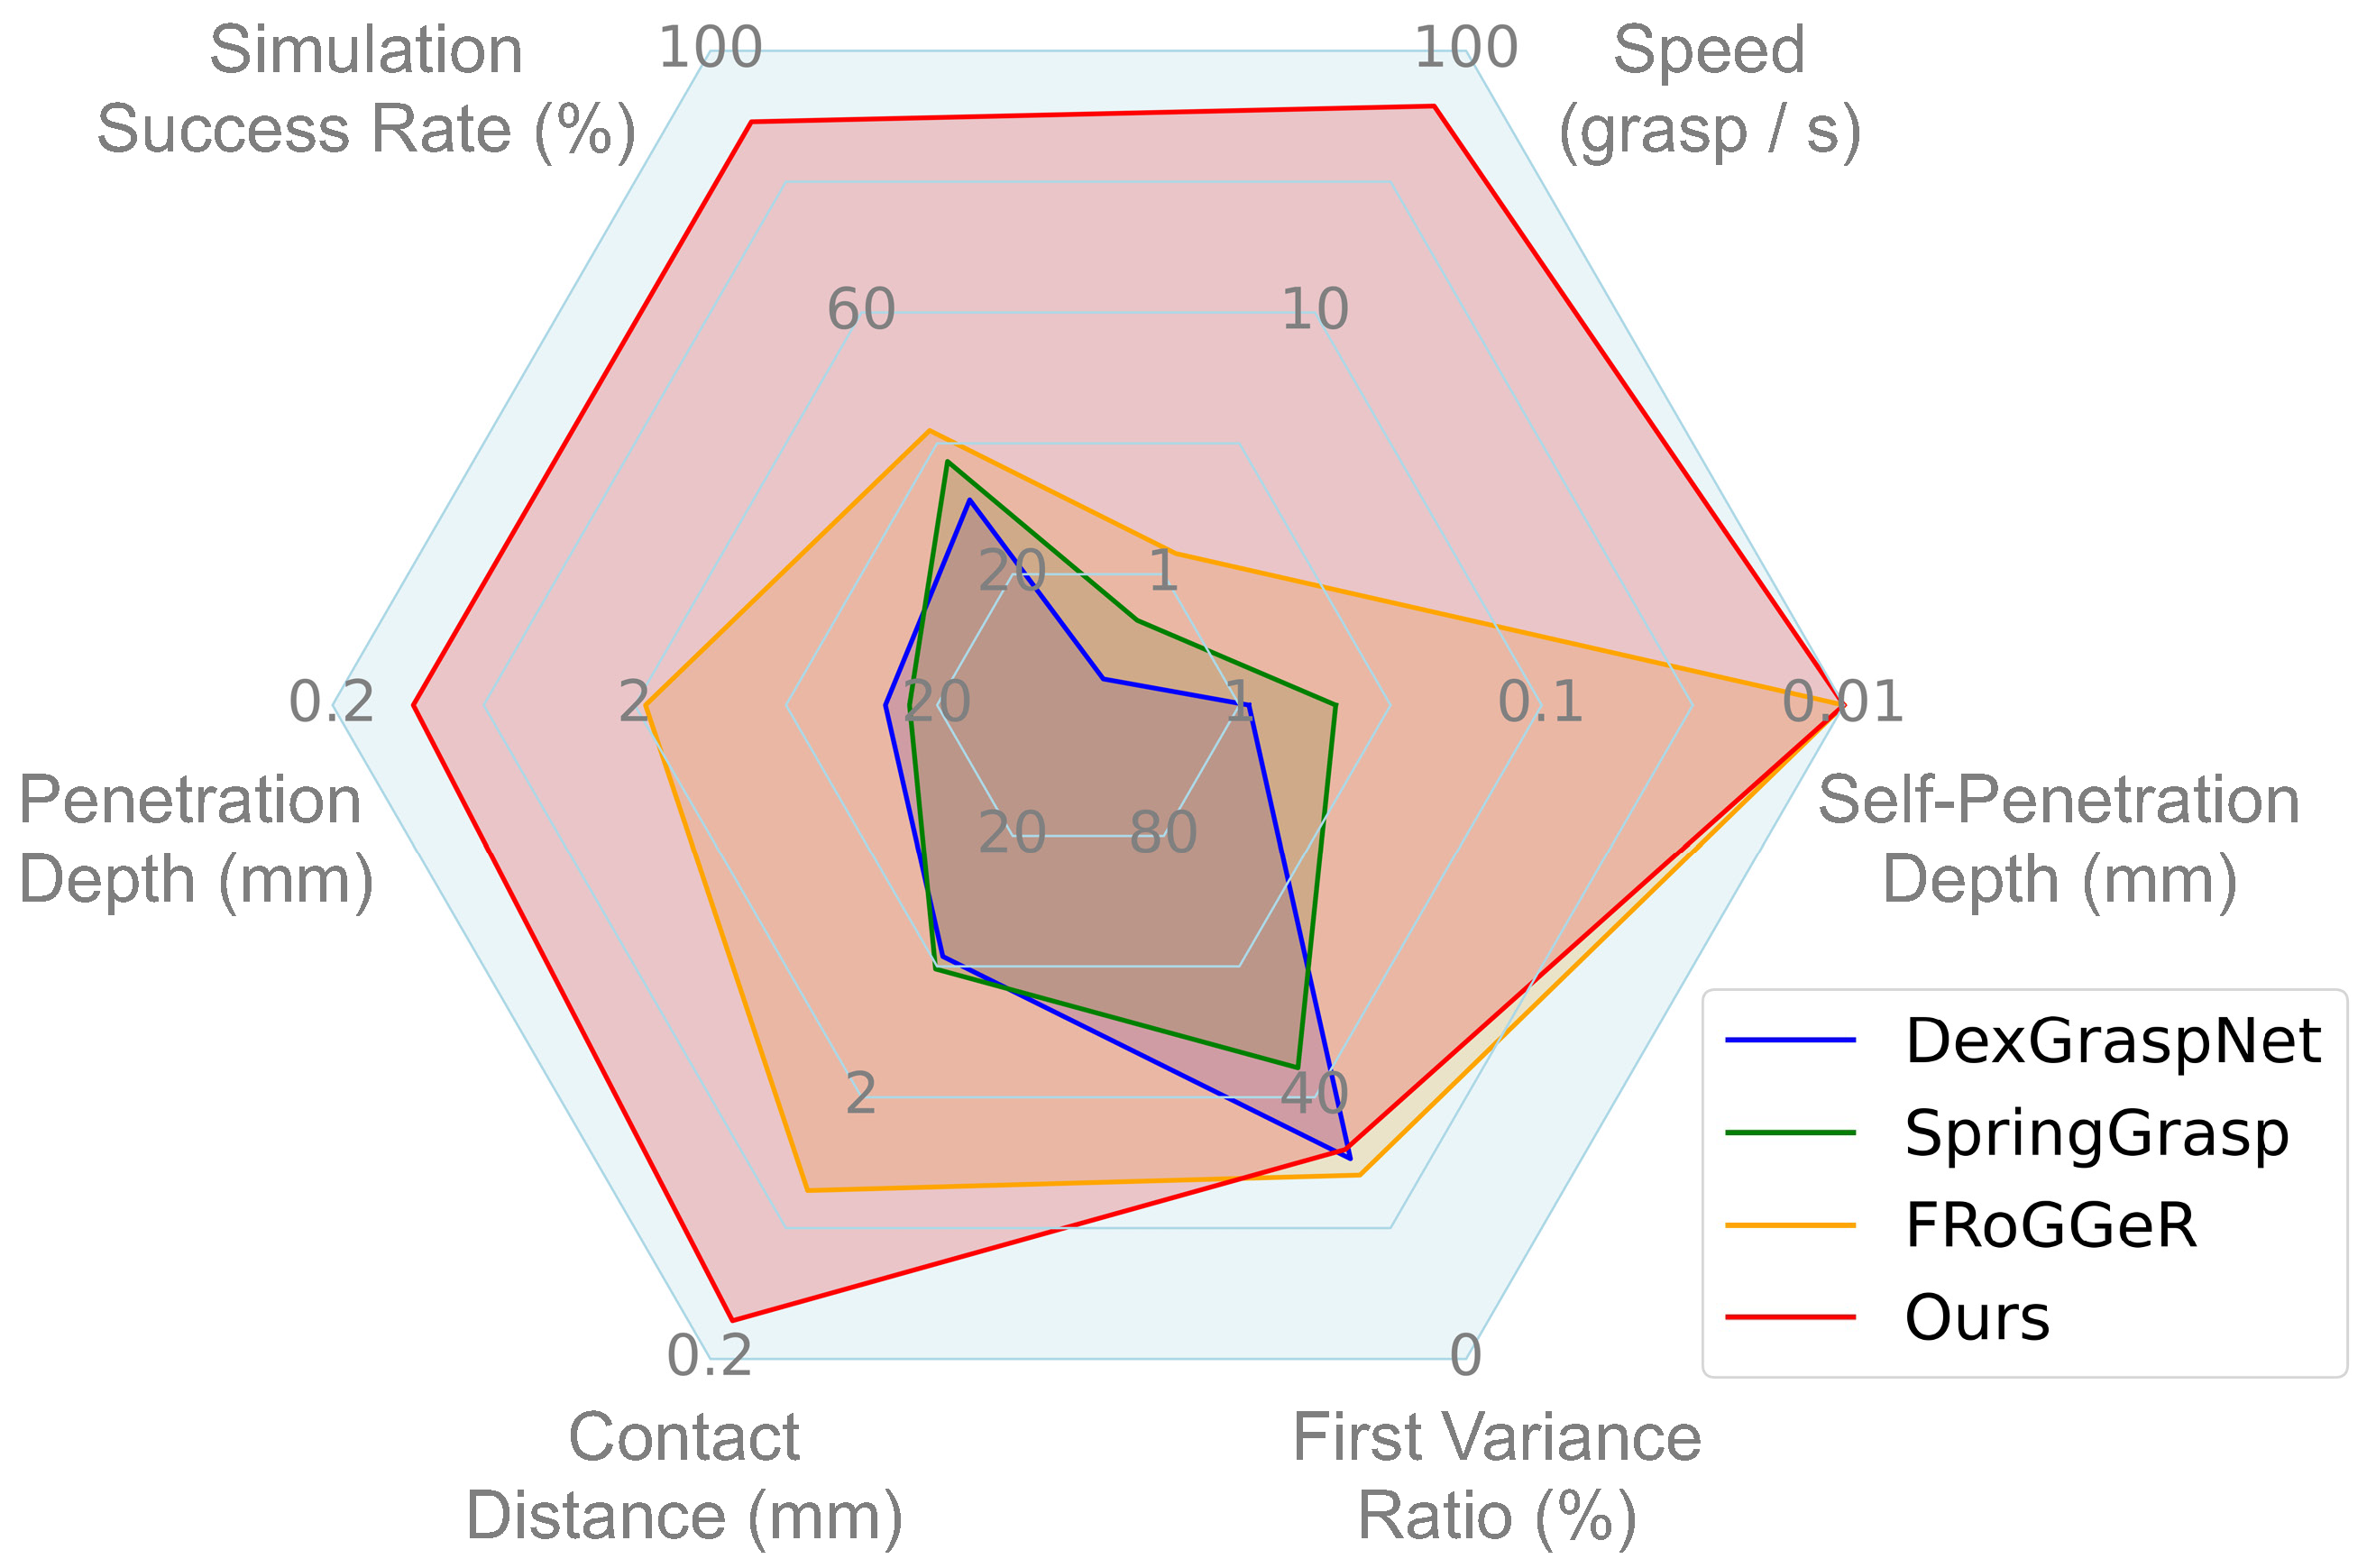 Simulation
Success Rate (%)
100
100
Speed
(grasp / s)
60
10
20
1
0.2
2
20
1
0.1
0.01
Penetration
Depth (mm)
20
80
Self-Penetration
Depth (mm)
2
40
0.2
0
Contact
Distance (mm)
First Variance
Ratio (%)
DexGraspNet
SpringGrasp
FRoGGeR
Ours